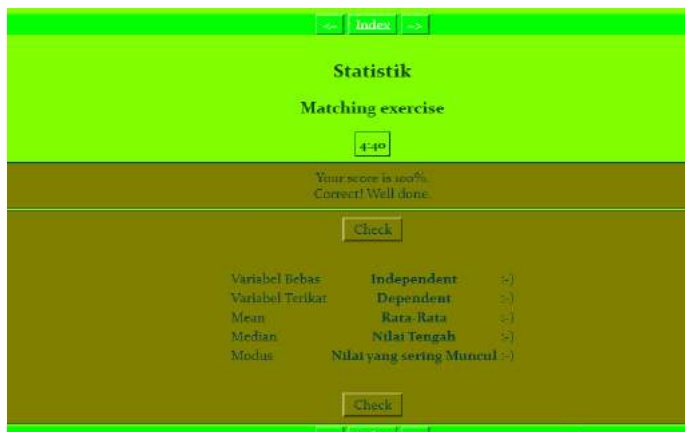 <= Index =>
Statistik
Matching exercise
4:40
Your score is 100%.
Correct! Well done.
Check
Variabel Bebas Independent :-)
Variabel Terikat Dependent :-)
Mean Rata-Rata :-)
Median Nilai Tengah :-)
Modus Nilai yang sering Muncul :-)
Check